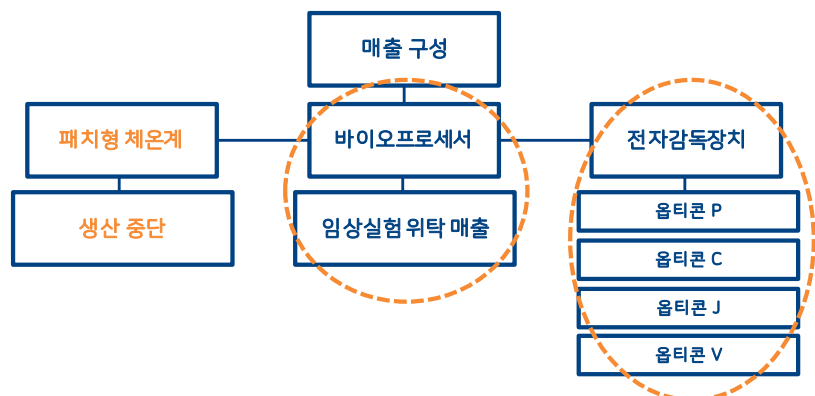 매출 구성
패치형 체온계
바이오프로세서
전자감독장치
생산 중단
임상실험 위탁 매출
옵티콘 P
옵티콘 C
옵티콘 J
옵티콘 V